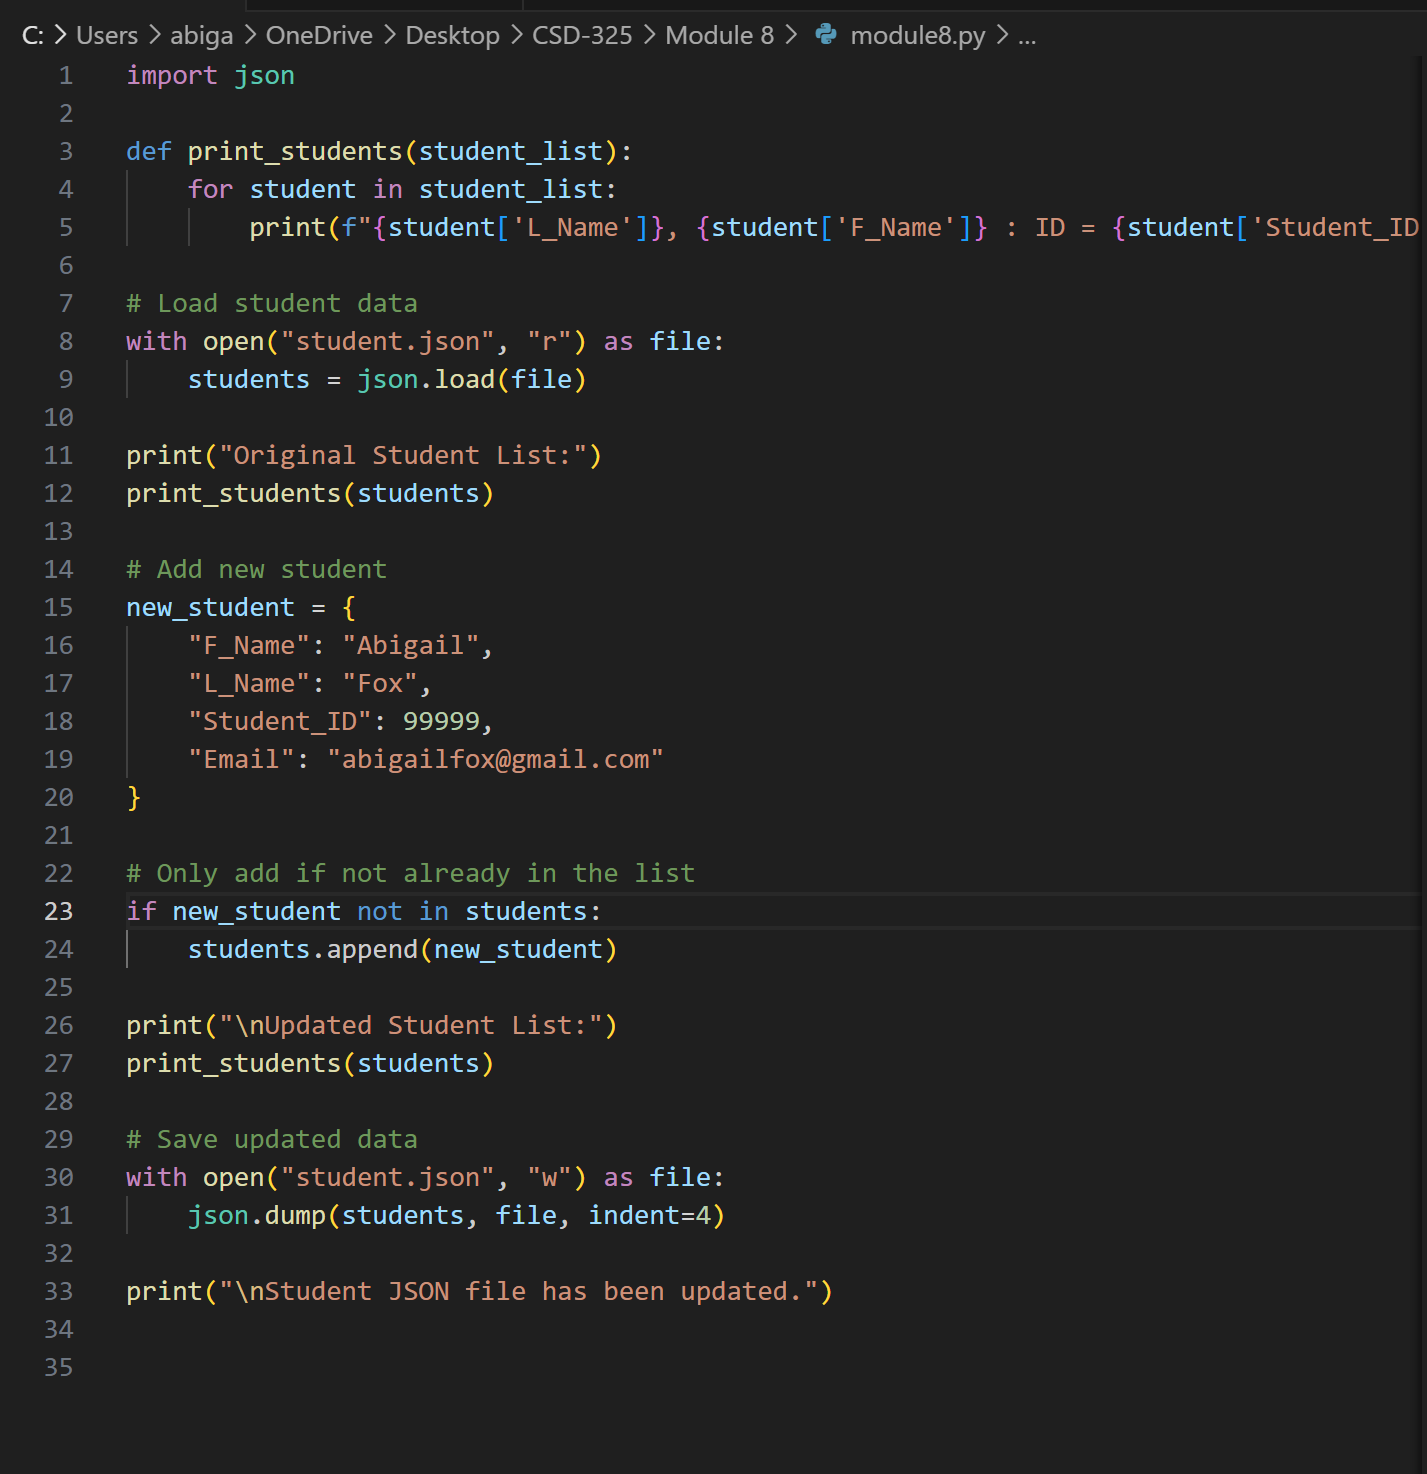 C: > Users > abiga > OneDrive > Desktop > CSD-325 > Module 8 > module8.py > ...
1 import json
2
3 def print_students(student_list):
4     for student in student_list:
5         print(f"{student['L_Name']}, {student['F_Name']} : ID = {student['Student_ID
6
7 # Load student data
8 with open("student.json", "r") as file:
9     students = json.load(file)
10
11 print("Original Student List:")
12 print_students(students)
13
14 # Add new student
15 new_student = {
16     "F_Name": "Abigail",
17     "L_Name": "Fox",
18     "Student_ID": 99999,
19     "Email": "abigailfox@gmail.com"
20 }
21
22 # Only add if not already in the list
23 if new_student not in students:
24     students.append(new_student)
25
26 print("\nUpdated Student List:")
27 print_students(students)
28
29 # Save updated data
30 with open("student.json", "w") as file:
31     json.dump(students, file, indent=4)
32
33 print("\nStudent JSON file has been updated.")
34
35